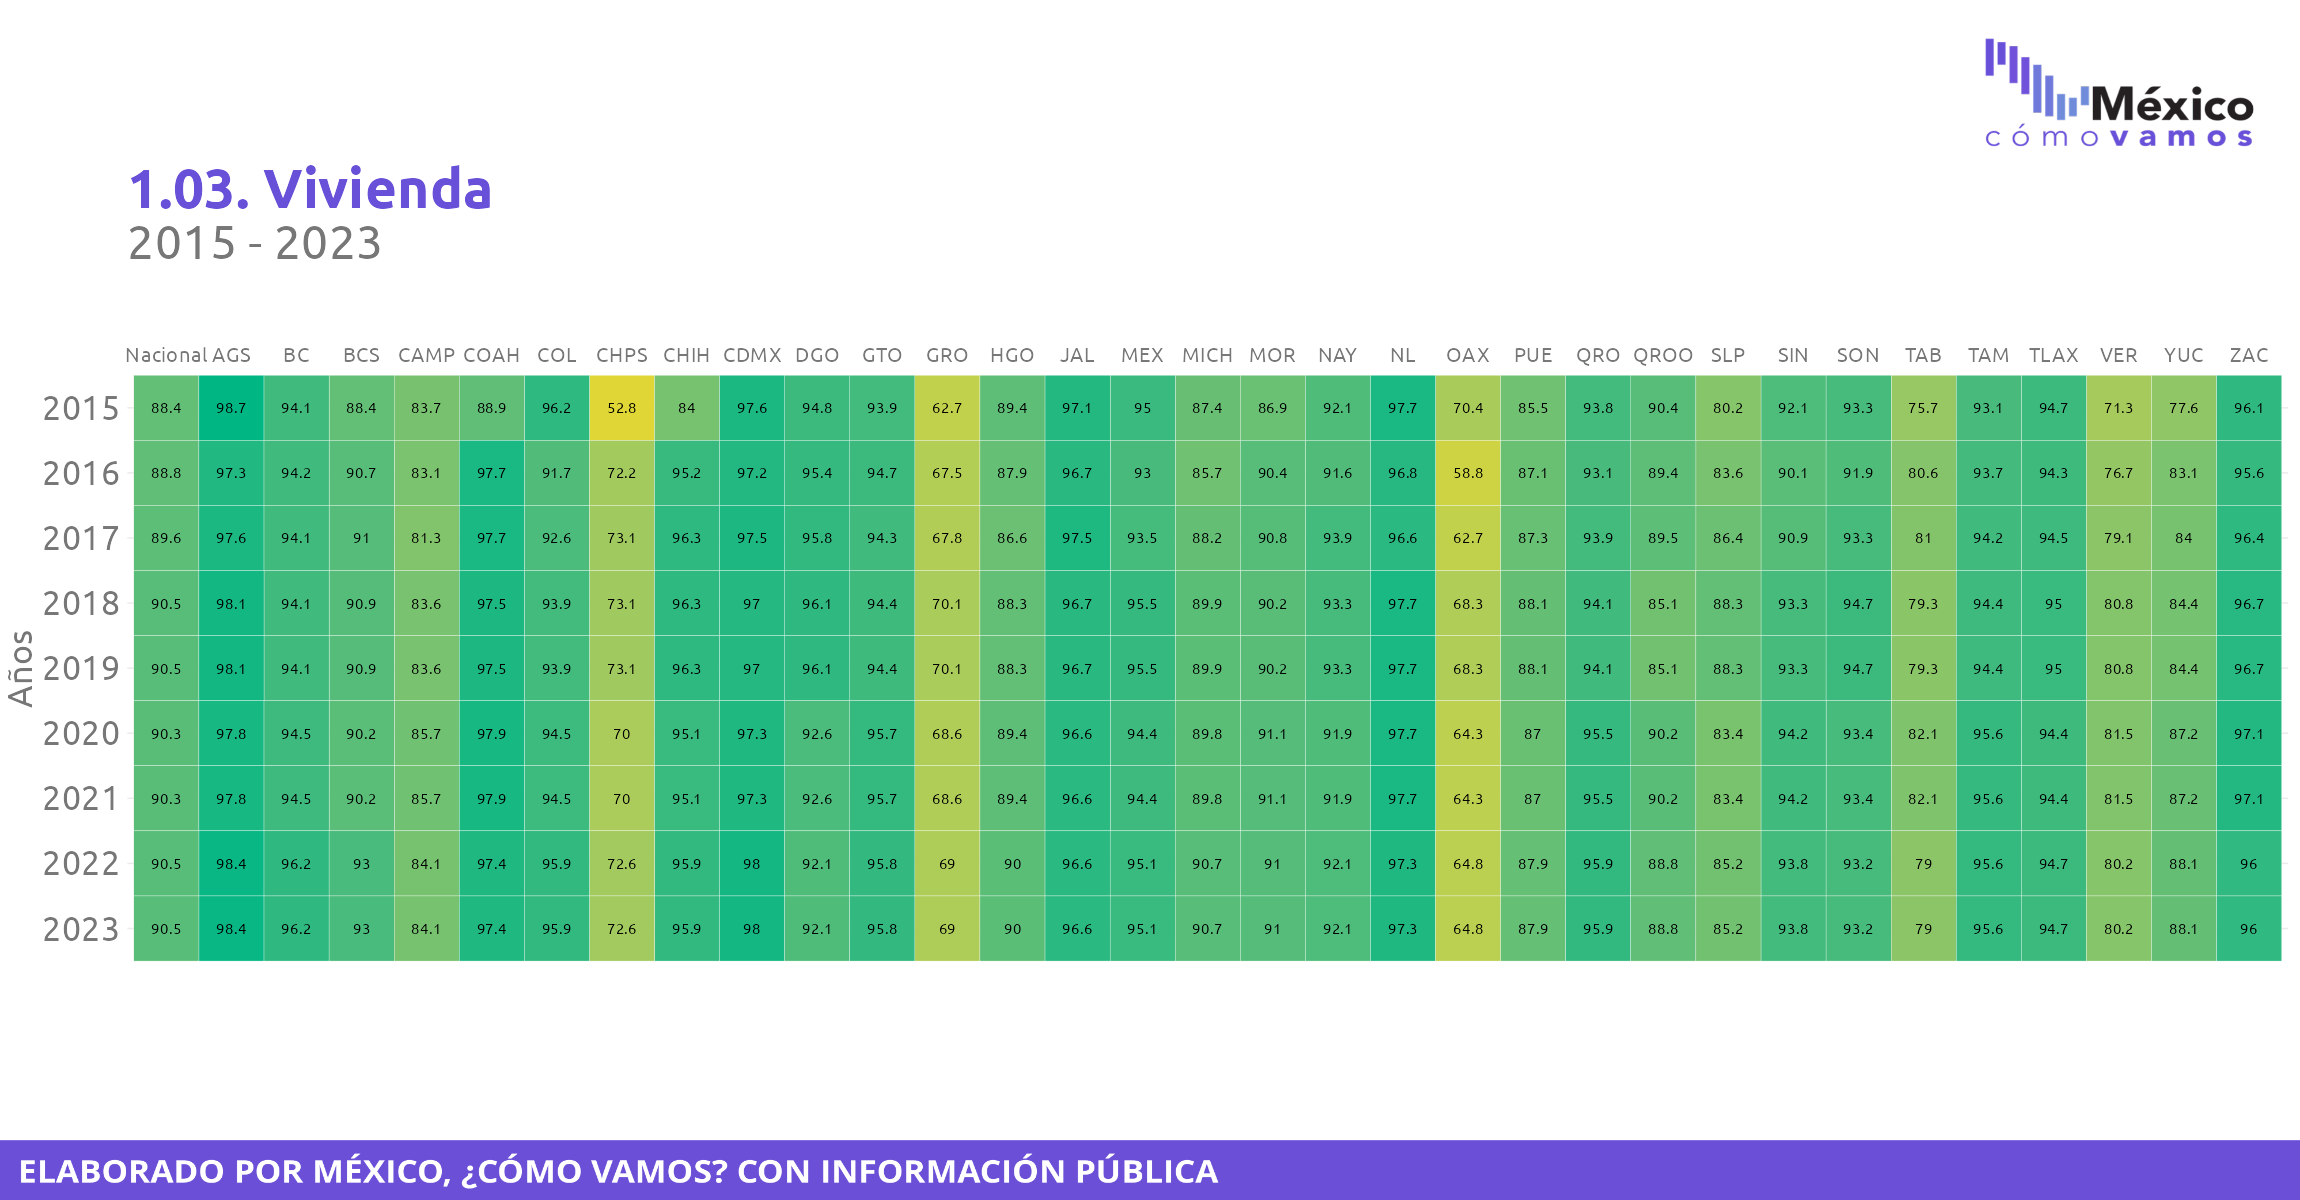 México
cómovamos
1.03. Vivienda
2015 - 2023
Nacional AGS BC BCS CAMP COAH COL CHPS CHIH CDMX DGO GTO GRO HGO JAL MEX MICH MOR NAY NL OAX PUE QRO QROO SLP SIN SON TAB TAM TLAX VER YUC ZAC
2015 88.4 98.7 94.1 88.4 83.7 88.9 96.2 52.8 84 97.6 94.8 93.9 62.7 89.4 97.1 95 87.4 86.9 92.1 97.7 70.4 85.5 93.8 90.4 80.2 92.1 93.3 75.7 93.1 94.7 71.3 77.6 96.1
2016 88.8 97.3 94.2 90.7 83.1 97.7 91.7 72.2 95.2 97.2 95.4 94.7 67.5 87.9 96.7 93 85.7 90.4 91.6 96.8 58.8 87.1 93.1 89.4 83.6 90.1 91.9 80.6 93.7 94.3 76.7 83.1 95.6
2017 89.6 97.6 94.1 91 81.3 97.7 92.6 73.1 96.3 97.5 95.8 94.3 67.8 86.6 97.5 93.5 88.2 90.8 93.9 96.6 62.7 87.3 93.9 89.5 86.4 90.9 93.3 81 94.2 94.5 79.1 84 96.4
2018 90.5 98.1 94.1 90.9 83.6 97.5 93.9 73.1 96.3 97 96.1 94.4 70.1 88.3 96.7 95.5 89.9 90.2 93.3 97.7 68.3 88.1 94.1 85.1 88.3 93.3 94.7 79.3 94.4 95 80.8 84.4 96.7
Años
2019 90.5 98.1 94.1 90.9 83.6 97.5 93.9 73.1 96.3 97 96.1 94.4 70.1 88.3 96.7 95.5 89.9 90.2 93.3 97.7 68.3 88.1 94.1 85.1 88.3 93.3 94.7 79.3 94.4 95 80.8 84.4 96.7
2020 90.3 97.8 94.5 90.2 85.7 97.9 94.5 70 95.1 97.3 92.6 95.7 68.6 89.4 96.6 94.4 89.8 91.1 91.9 97.7 64.3 87 95.5 90.2 83.4 94.2 93.4 82.1 95.6 94.4 81.5 87.2 97.1
2021 90.3 97.8 94.5 90.2 85.7 97.9 94.5 70 95.1 97.3 92.6 95.7 68.6 89.4 96.6 94.4 89.8 91.1 91.9 97.7 64.3 87 95.5 90.2 83.4 94.2 93.4 82.1 95.6 94.4 81.5 87.2 97.1
2022 90.5 98.4 96.2 93 84.1 97.4 95.9 72.6 95.9 98 92.1 95.8 69 90 96.6 95.1 90.7 91 92.1 97.3 64.8 87.9 95.9 88.8 85.2 93.8 93.2 79 95.6 94.7 80.2 88.1 96
2023 90.5 98.4 96.2 93 84.1 97.4 95.9 72.6 95.9 98 92.1 95.8 69 90 96.6 95.1 90.7 91 92.1 97.3 64.8 87.9 95.9 88.8 85.2 93.8 93.2 79 95.6 94.7 80.2 88.1 96
ELABORADO POR MÉXICO, ¿CÓMO VAMOS? CON INFORMACIÓN PÚBLICA